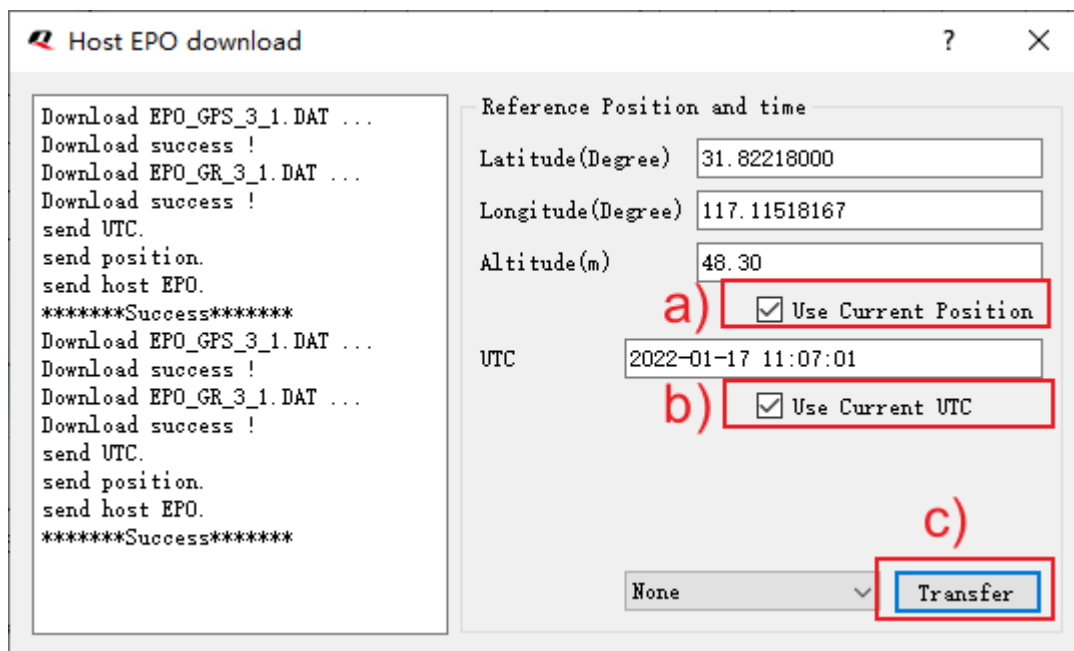 Host EPO download
?
Download EPO_GPS_3_1.DAT ...
Download success !
Download EPO_GR_3_1.DAT ...
Download success !
send UTC.
send position.
send host EPO.
*******Success*******
Download EPO_GPS_3_1.DAT ...
Download success !
Download EPO_GR_3_1.DAT ...
Download success !
send UTC.
send position.
send host EPO.
*******Success*******
Reference Position and time
Latitude(Degree) 31.82218000
Longitude(Degree) 117.11518167
Altitude(m) 48.30
a) Use Current Position
UTC 2022-01-17 11:07:01
b) Use Current UTC
c)
None Transfer